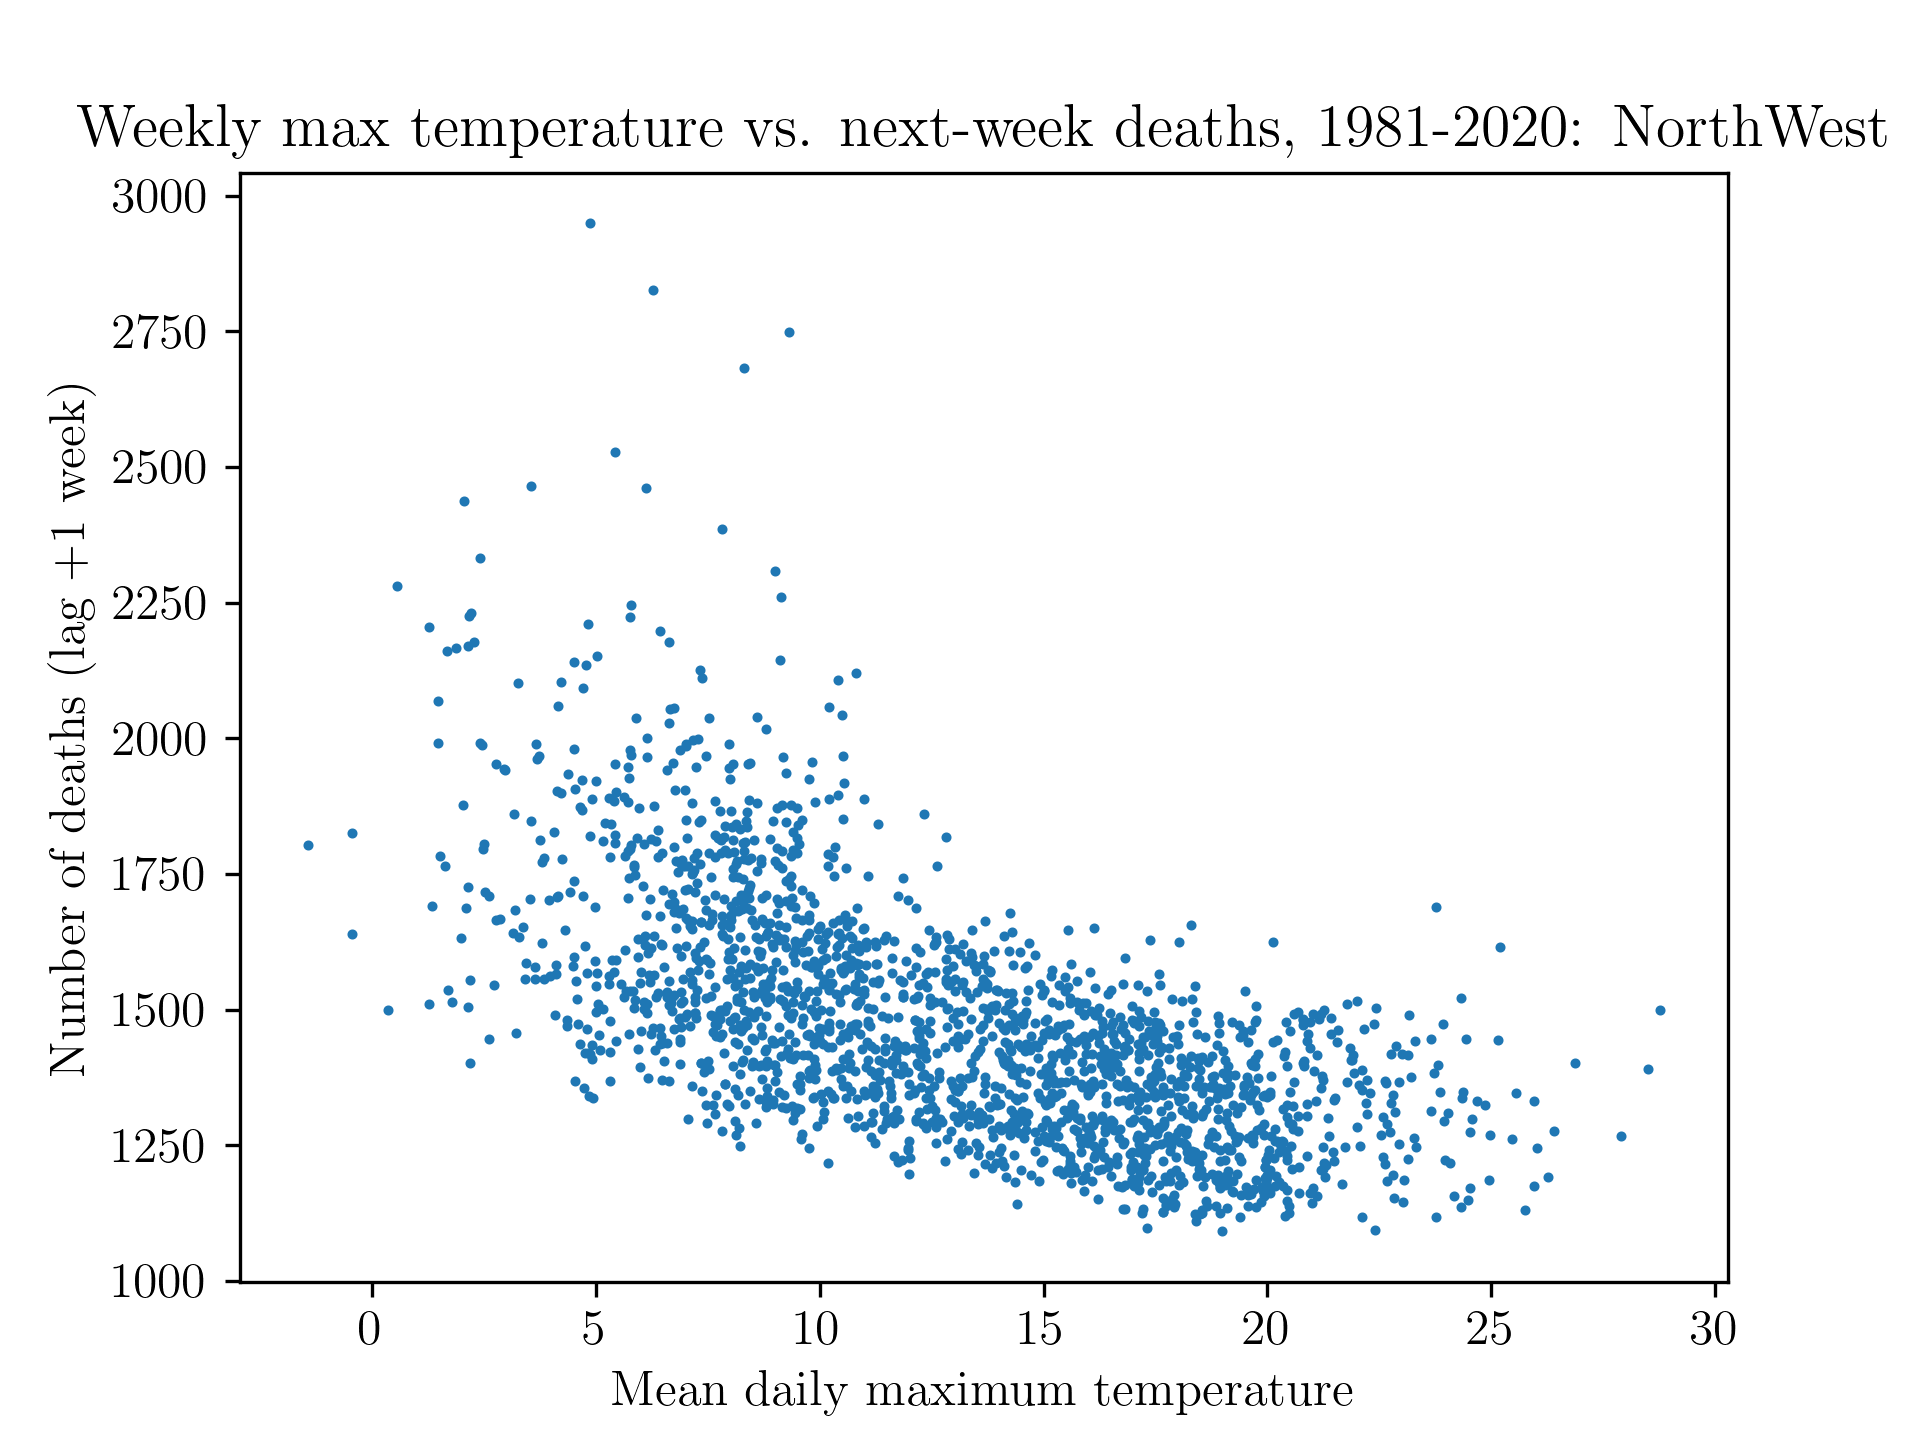 Weekly max temperature vs. next-week deaths, 1981-2020: NorthWest
3000
2750
2500
2250
2000
1750
1500
1250
1000
Number of deaths (lag +1 week)
0 5 10 15 20 25 30
Mean daily maximum temperature